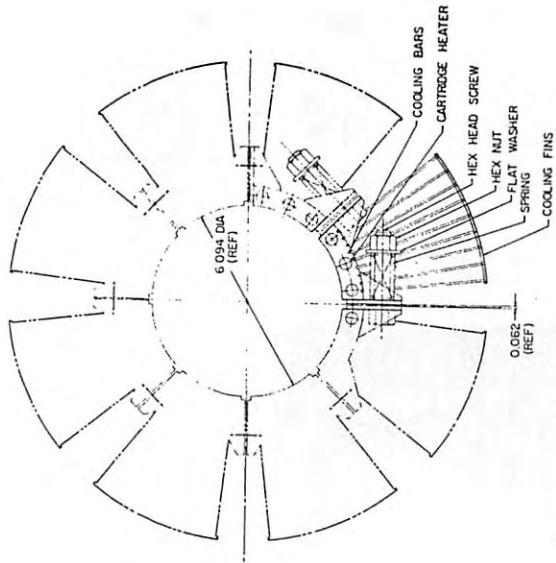 6.094 DIA
(REF)
COOLING BARS
CARTRIDGE HEATER
HEX HEAD SCREW
HEX NUT
FLAT WASHER
SPRING
COOLING FINS
0.062
(REF)